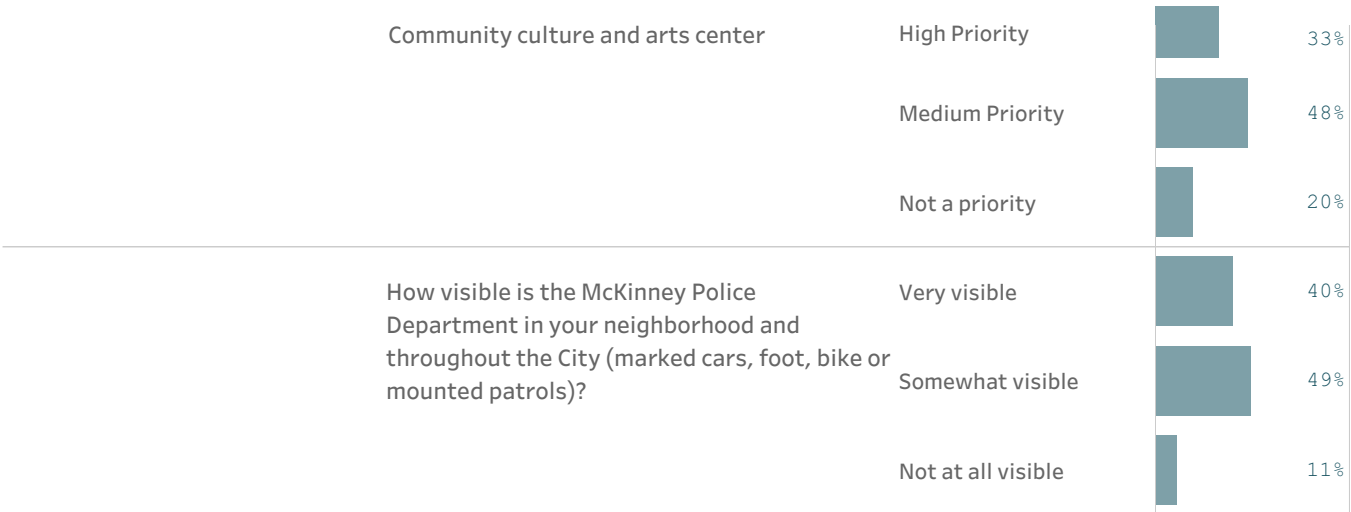 Community culture and arts center
High Priority
33%
Medium Priority
48%
Not a priority
20%
How visible is the McKinney Police
Department in your neighborhood and
throughout the City (marked cars, foot, bike or
mounted patrols)?
Very visible
40%
Somewhat visible
49%
Not at all visible
11%